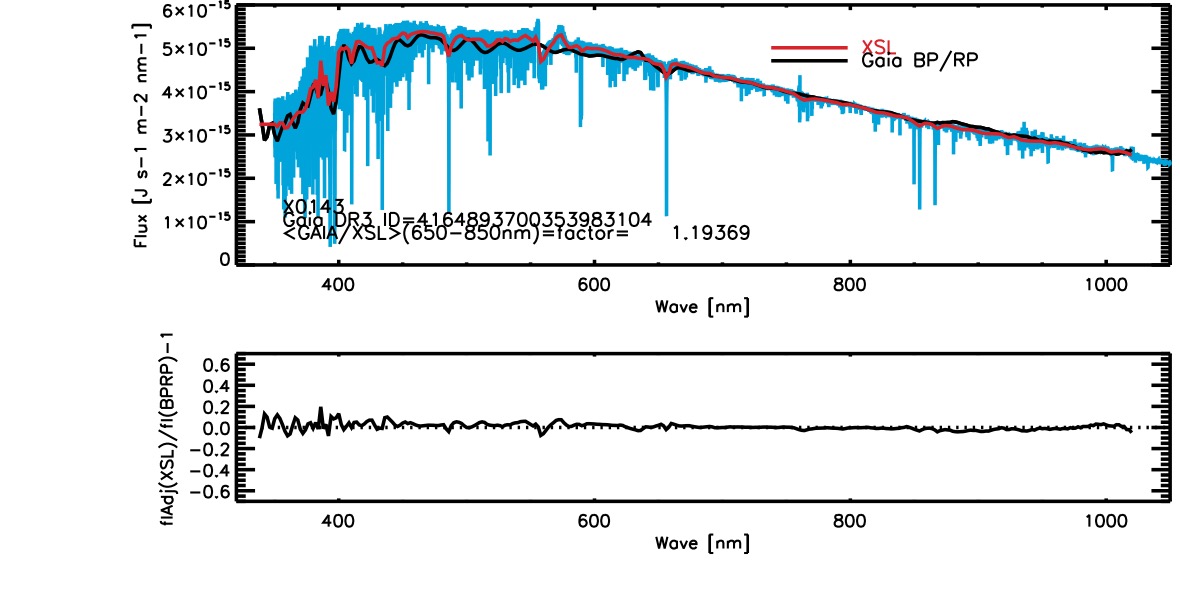 6×10⁻¹⁵
5×10⁻¹⁵
4×10⁻¹⁵
3×10⁻¹⁵
2×10⁻¹⁵
1×10⁻¹⁵
0
Flux [J s−1 m−2 nm−1]
XSL
Gaia BP/RP
X0143
Gaia DR3 ID=4164893700353983104
<GAIA/XSL>(650−850nm)=factor= 1.19369
400 600 800 1000
Wave [nm]
0.6
0.4
0.2
0.0
−0.2
−0.4
−0.6
flAdj(XSL)/fl(BPRP)−1
400 600 800 1000
Wave [nm]